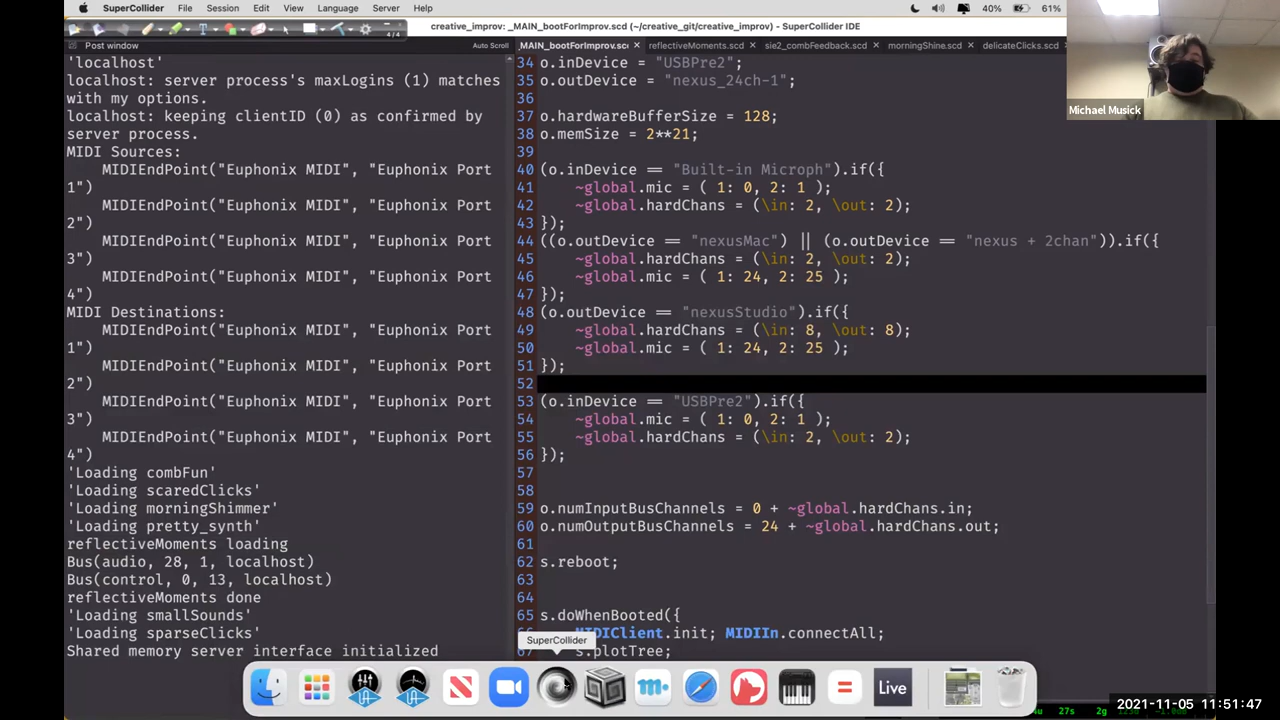 SuperCollider File Session Edit View Language Server Help 40% 61%
creative_improv: _MAIN_bootForImprov.scd (~/creative_git/creative_improv) - SuperCollider IDE
4/4
Post window Auto Scroll
_MAIN_bootForImprov.scd reflectiveMoments.scd sie2_combFeedback.scd morningShine.scd delicateClicks.scd
Michael Musick
'localhost'
localhost: server process's maxLogins (1) matches
with my options.
localhost: keeping clientID (0) as confirmed by
server process.
MIDI Sources:
MIDIEndPoint("Euphonix MIDI", "Euphonix Port
1")
MIDIEndPoint("Euphonix MIDI", "Euphonix Port
2")
MIDIEndPoint("Euphonix MIDI", "Euphonix Port
3")
MIDIEndPoint("Euphonix MIDI", "Euphonix Port
4")
MIDI Destinations:
MIDIEndPoint("Euphonix MIDI", "Euphonix Port
1")
MIDIEndPoint("Euphonix MIDI", "Euphonix Port
2")
MIDIEndPoint("Euphonix MIDI", "Euphonix Port
3")
MIDIEndPoint("Euphonix MIDI", "Euphonix Port
4")
'Loading combFun'
'Loading scaredClicks'
'Loading morningShimmer'
'Loading pretty_synth'
reflectiveMoments loading
Bus(audio, 28, 1, localhost)
Bus(control, 0, 13, localhost)
reflectiveMoments done
'Loading smallSounds'
'Loading sparseClicks'
Shared memory server interface initialized
34 o.inDevice = "USBPre2";
35 o.outDevice = "nexus_24ch-1";
36
37 o.hardwareBufferSize = 128;
38 o.memSize = 2**21;
39
40 (o.inDevice == "Built-in Microph").if({
41 ~global.mic = ( 1: 0, 2: 1 );
42 ~global.hardChans = (\in: 2, \out: 2);
43 });
44 ((o.outDevice == "nexusMac") || (o.outDevice == "nexus + 2chan")).if({
45 ~global.hardChans = (\in: 2, \out: 2);
46 ~global.mic = ( 1: 24, 2: 25 );
47 });
48 (o.outDevice == "nexusStudio").if({
49 ~global.hardChans = (\in: 8, \out: 8);
50 ~global.mic = ( 1: 24, 2: 25 );
51 });
52
53 (o.inDevice == "USBPre2").if({
54 ~global.mic = ( 1: 0, 2: 1 );
55 ~global.hardChans = (\in: 2, \out: 2);
56 });
57
58
59 o.numInputBusChannels = 0 + ~global.hardChans.in;
60 o.numOutputBusChannels = 24 + ~global.hardChans.out;
61
62 s.reboot;
63
64
65 s.doWhenBooted({
MIDIClient.init; MIDIIn.connectAll;
67 s.plotTree;
SuperCollider
Live
27s 2g
2021-11-05 11:51:47